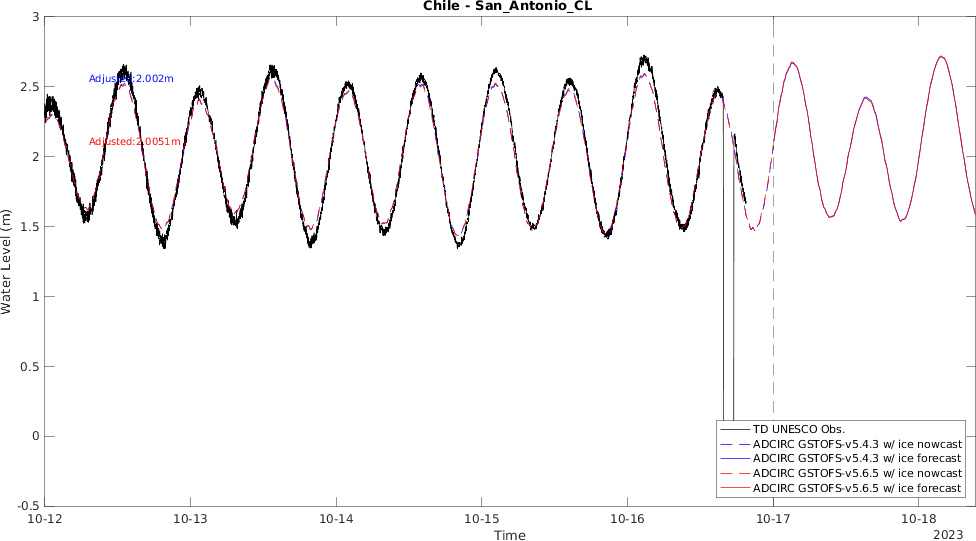 Chile - San_Antonio_CL
3
2.5
2
1.5
1
0.5
0
-0.5
Water Level (m)
Adjusted:2.002m
Adjusted:2.0051m
TD UNESCO Obs.
ADCIRC GSTOFS-v5.4.3 w/ ice nowcast
ADCIRC GSTOFS-v5.4.3 w/ ice forecast
ADCIRC GSTOFS-v5.6.5 w/ ice nowcast
ADCIRC GSTOFS-v5.6.5 w/ ice forecast
10-12 10-13 10-14 10-15 10-16 10-17 10-18
Time
2023